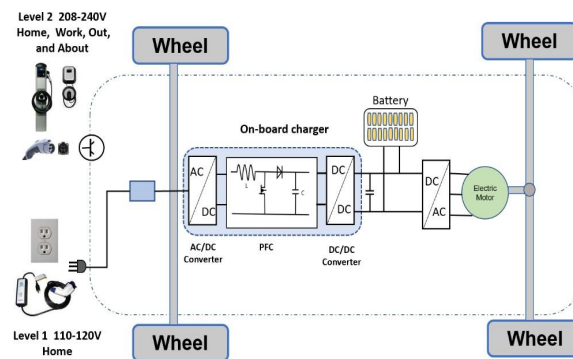 Level 2 208-240V
Home, Work, Out,
and About
Wheel
Wheel
Battery
On-board charger
AC
DC
L
C
DC
DC
DC
AC
Electric
Motor
AC/DC
Converter
PFC
DC/DC
Converter
Level 1 110-120V
Home
Wheel
Wheel